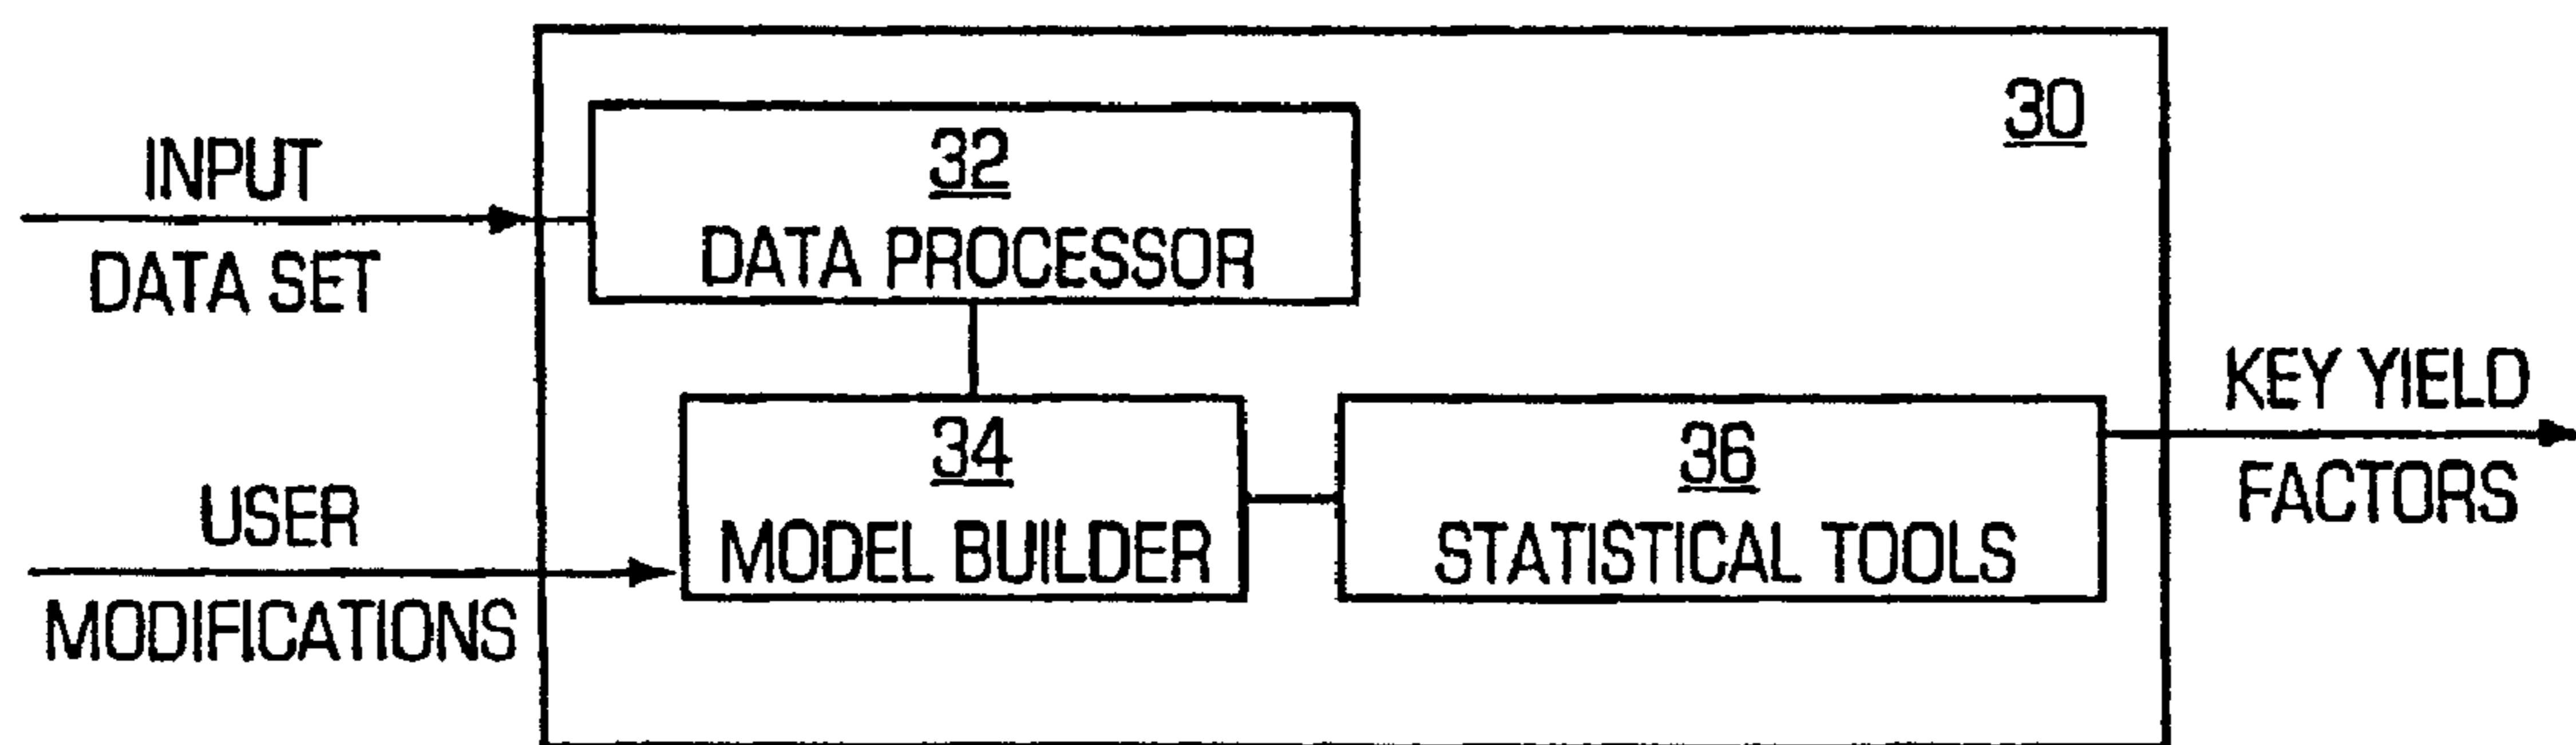 30
INPUT
DATA SET
32
DATA PROCESSOR
USER
MODIFICATIONS
34
MODEL BUILDER
36
STATISTICAL TOOLS
KEY YIELD
FACTORS